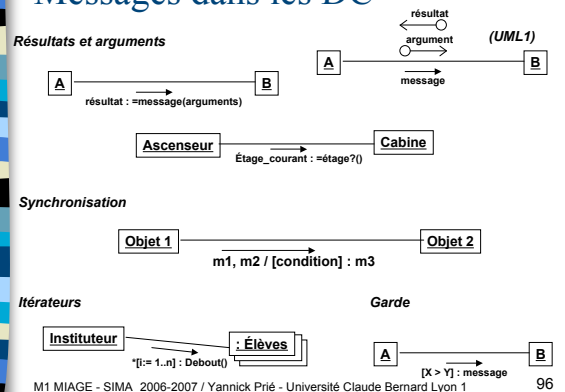 Messages dans les DC
Résultats et arguments
A
B
résultat : =message(arguments)
résultat
argument
(UML1)
A
B
message
Ascenseur
Cabine
Étage_courant : =étage?()
Synchronisation
Objet 1
Objet 2
m1, m2 / [condition] : m3
Itérateurs
Garde
Instituteur
: Élèves
*[i:= 1..n] : Debout()
A
B
[X > Y] : message
M1 MIAGE - SIMA 2006-2007 / Yannick Prié - Université Claude Bernard Lyon 1
96